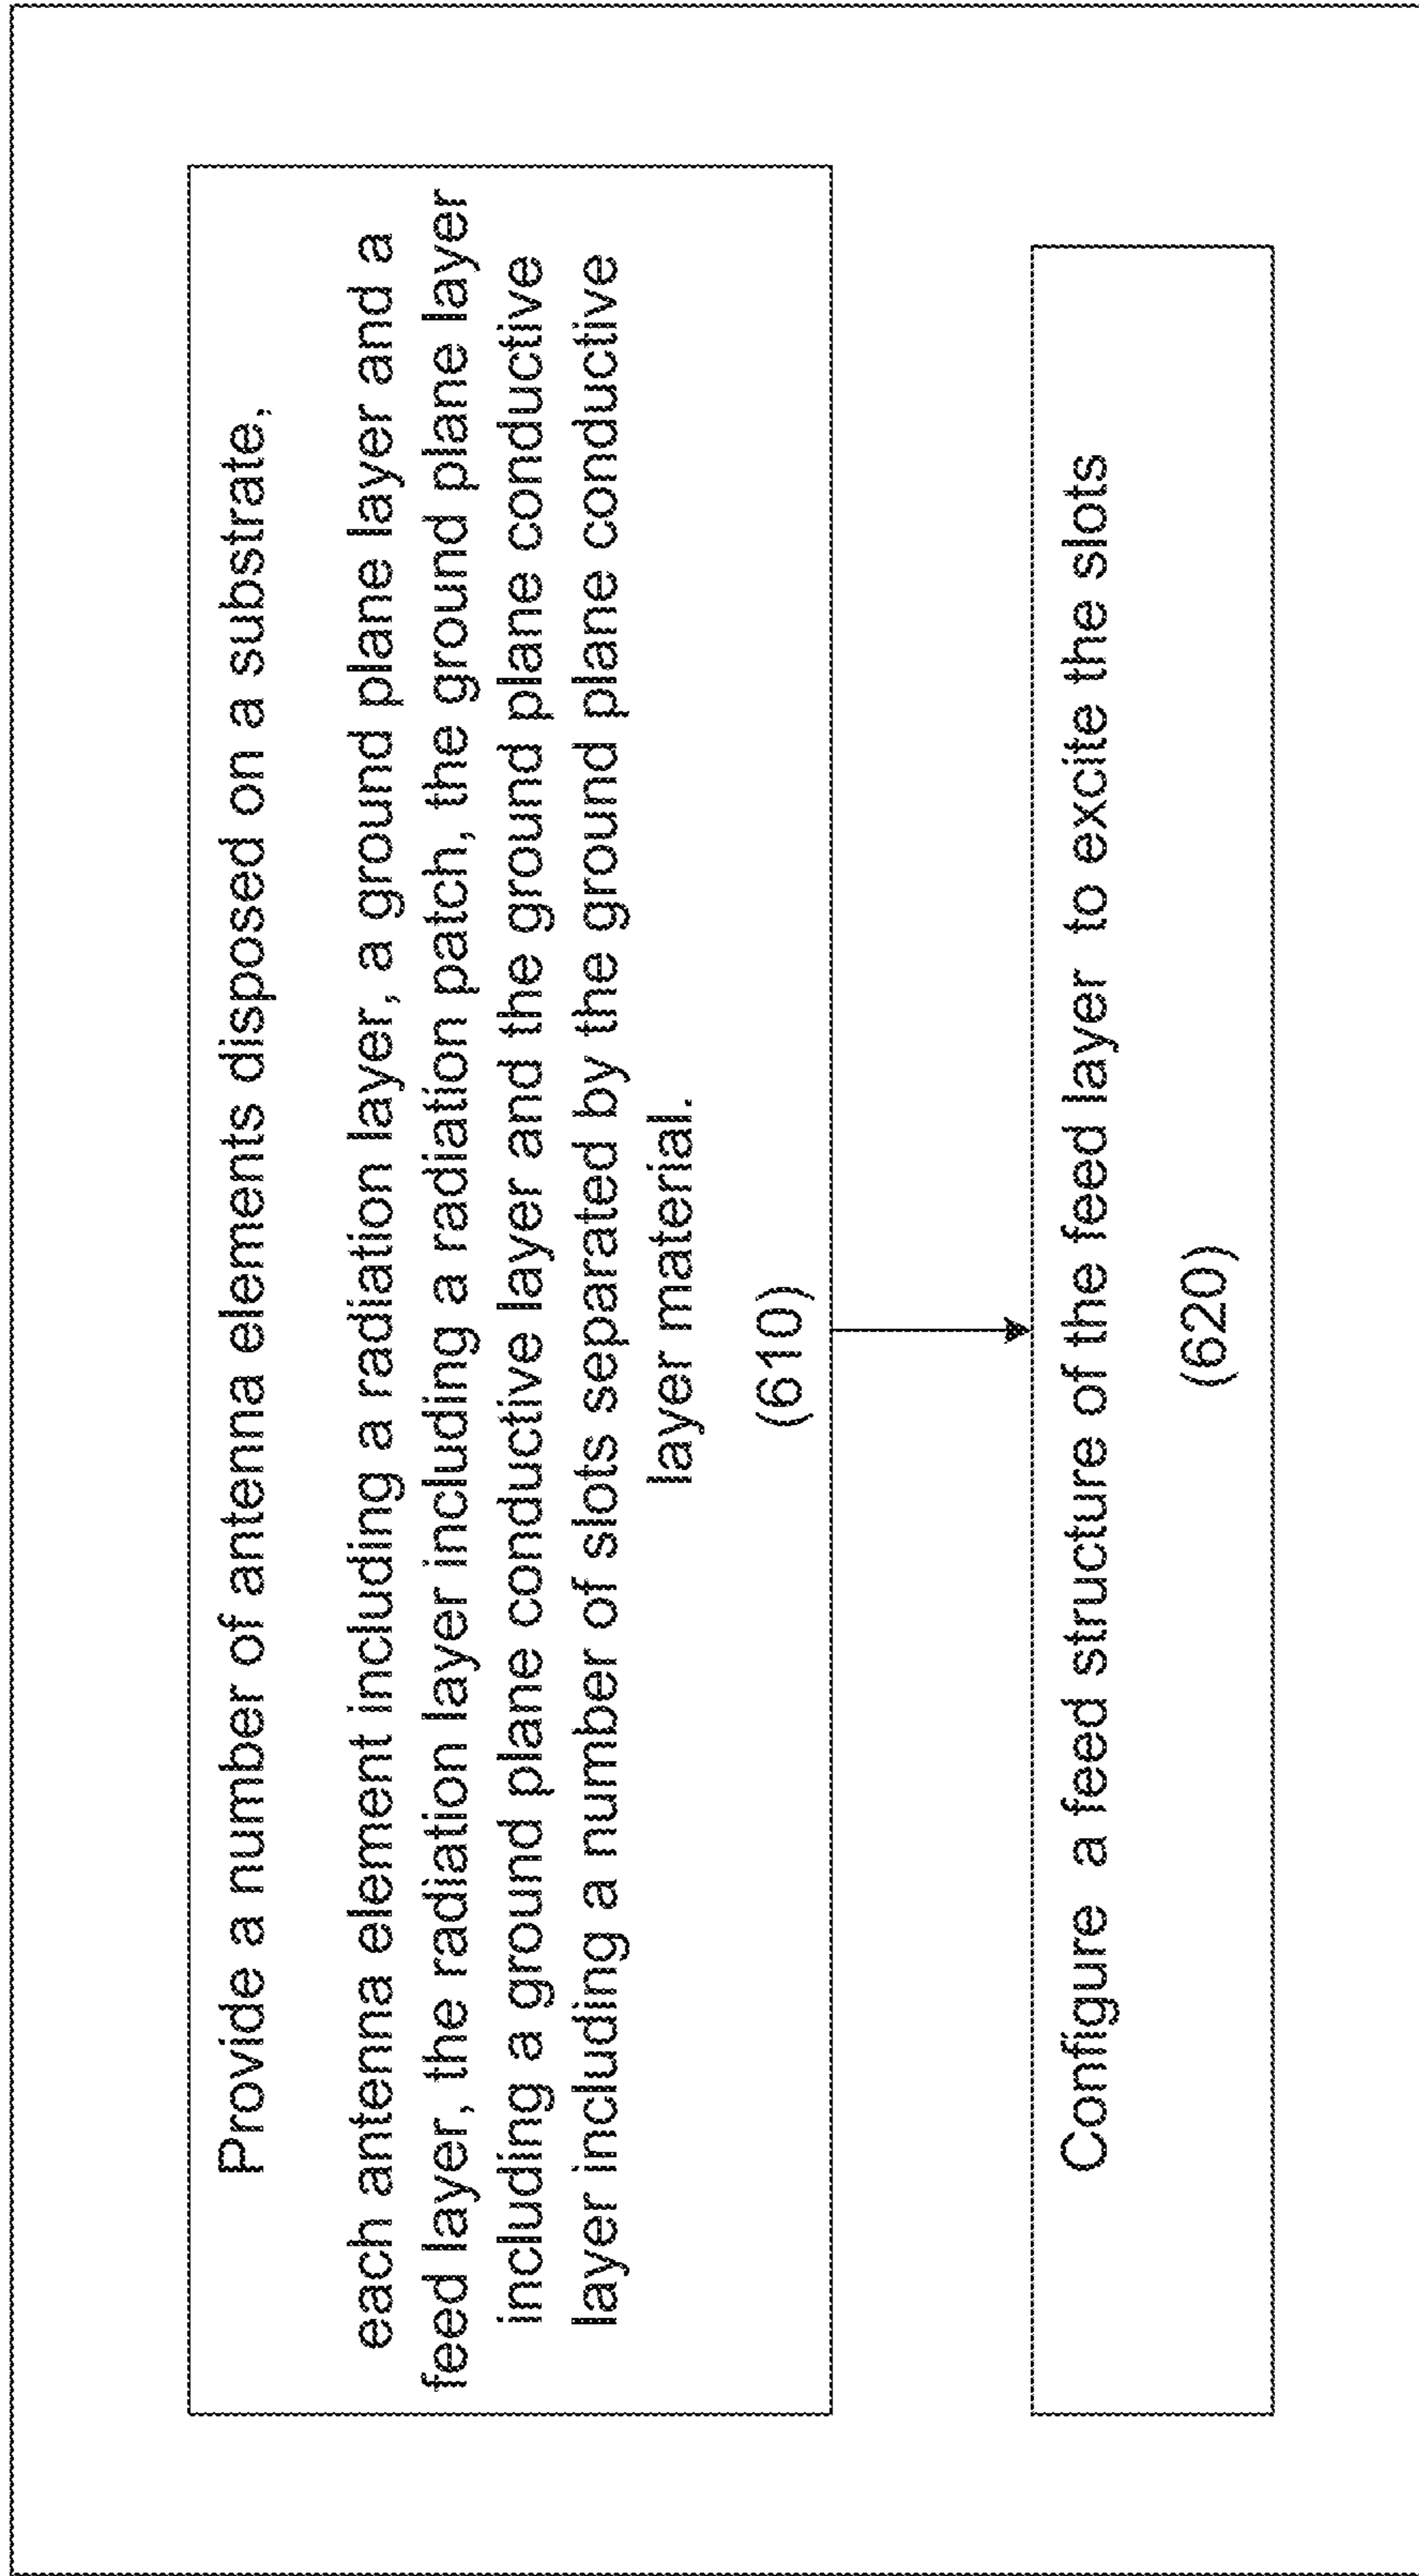 Provide a number of antenna elements disposed on a substrate,
each antenna element including a radiation layer, a ground plane layer and a
feed layer, the radiation layer including a radiation patch, the ground plane layer
including a ground plane conductive layer and the ground plane conductive
layer including a number of slots separated by the ground plane conductive
layer material.
(610)
Configure a feed structure of the feed layer to excite the slots
(620)